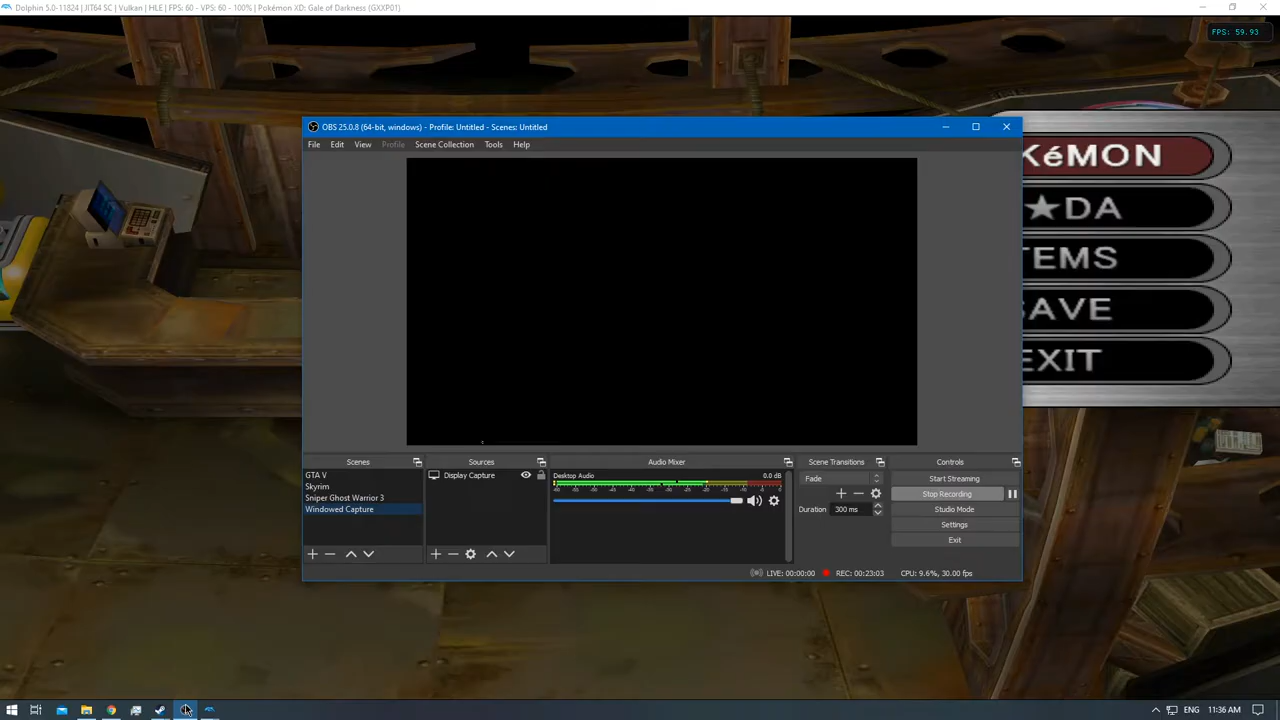 Dolphin 5.0-11824 | JIT64 SC | Vulkan | HLE | FPS: 60 - VPS: 60 - 100% | Pokémon XD: Gale of Darkness (GXXP01)
FPS: 59.93
OBS 25.0.8 (64-bit, windows) - Profile: Untitled - Scenes: Untitled
File Edit View Profile Scene Collection Tools Help
KéMON
★DA
TEMS
SAVE
EXIT
Scenes
GTA V
Skyrim
Sniper Ghost Warrior 3
Windowed Capture
Sources
Display Capture
Audio Mixer
Desktop Audio 0.0 dB
Scene Transitions
Fade
Duration 300 ms
Controls
Start Streaming
Stop Recording
Studio Mode
Settings
Exit
LIVE: 00:00:00 REC: 00:23:03 CPU: 9.6%, 30.00 fps
ENG 11:36 AM